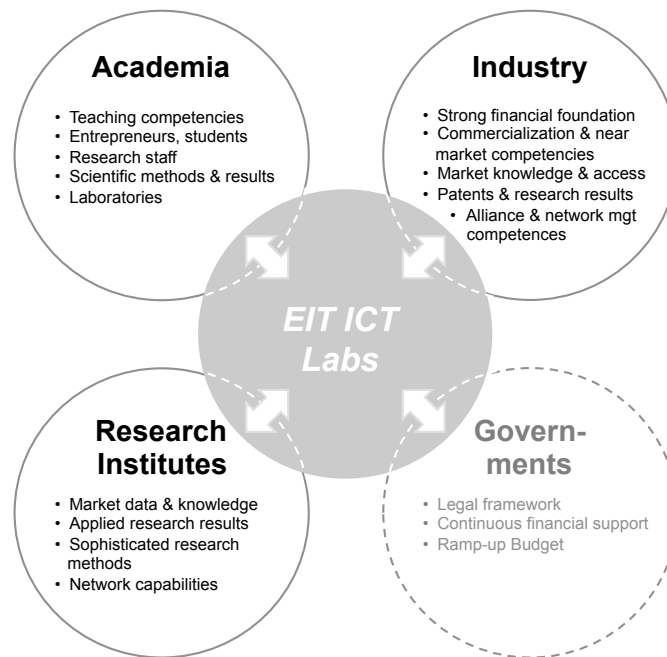 Academia
• Teaching competencies
• Entrepreneurs, students
• Research staff
• Scientific methods & results
• Laboratories
Industry
• Strong financial foundation
• Commercialization & near
market competencies
• Market knowledge & access
• Patents & research results
• Alliance & network mgt
competences
EIT ICT
Labs
Research
Institutes
• Market data & knowledge
• Applied research results
• Sophisticated research
methods
• Network capabilities
Govern-
ments
• Legal framework
• Continuous financial support
• Ramp-up Budget